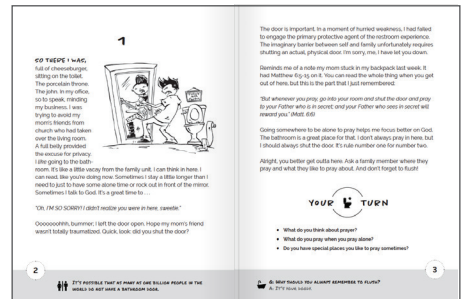 1
SO THERE I WAS,
full of cheeseburger,
sitting on the toilet.
The porcelain throne.
The john. In my office,
so to speak, minding
my business. I was
trying to avoid my
mom's friends from
church who had taken
over the living room.
A full belly provided
the excuse for privacy.
I like going to the bath-
room. It's like a little vacay from the family unit. I can think in here. I
can read, like you're doing now. Sometimes I stay a little longer than I
need to just to have some alone time or rock out in front of the mirror.
Sometimes I talk to God. It's a great time to . . .
"Oh, I'M SO SORRY! I didn't realize you were in here, sweetie."
Ooooooohhh, bummer, I left the door open. Hope my mom's friend
wasn't totally traumatized. Quick, look: did you shut the door?
2
IT'S POSSIBLE THAT AS MANY AS ONE BILLION PEOPLE IN THE
WORLD DO NOT HAVE A BATHROOM DOOR.
The door is important. In a moment of hurried weakness, I had failed
to engage the primary protective agent of the restroom experience.
The imaginary barrier between self and family unfortunately requires
shutting an actual, physical door. I'm sorry, me, I have let you down.
Reminds me of a note my mom stuck in my backpack last week. It
had Matthew 6:5-15 on it. You can read the whole thing when you get
out of here, but this is the part that I just remembered:
"But whenever you pray, go into your room and shut the door and pray
to your Father who is in secret; and your Father who sees in secret will
reward you." (Matt. 6:6)
Going somewhere to be alone to pray helps me focus better on God.
The bathroom is a great place for that. I don't always pray in here, but
I should always shut the door. It's rule number one for number two.
Alright, you better get outta here. Ask a family member where they
pray and what they like to pray about. And don't forget to flush!
YOUR TURN
• What do you think about prayer?
• What do you pray when you pray alone?
• Do you have special places you like to pray sometimes?
3
Q: WHY SHOULD YOU ALWAYS REMEMBER TO FLUSH?
A: IT'S YOUR DOODY.